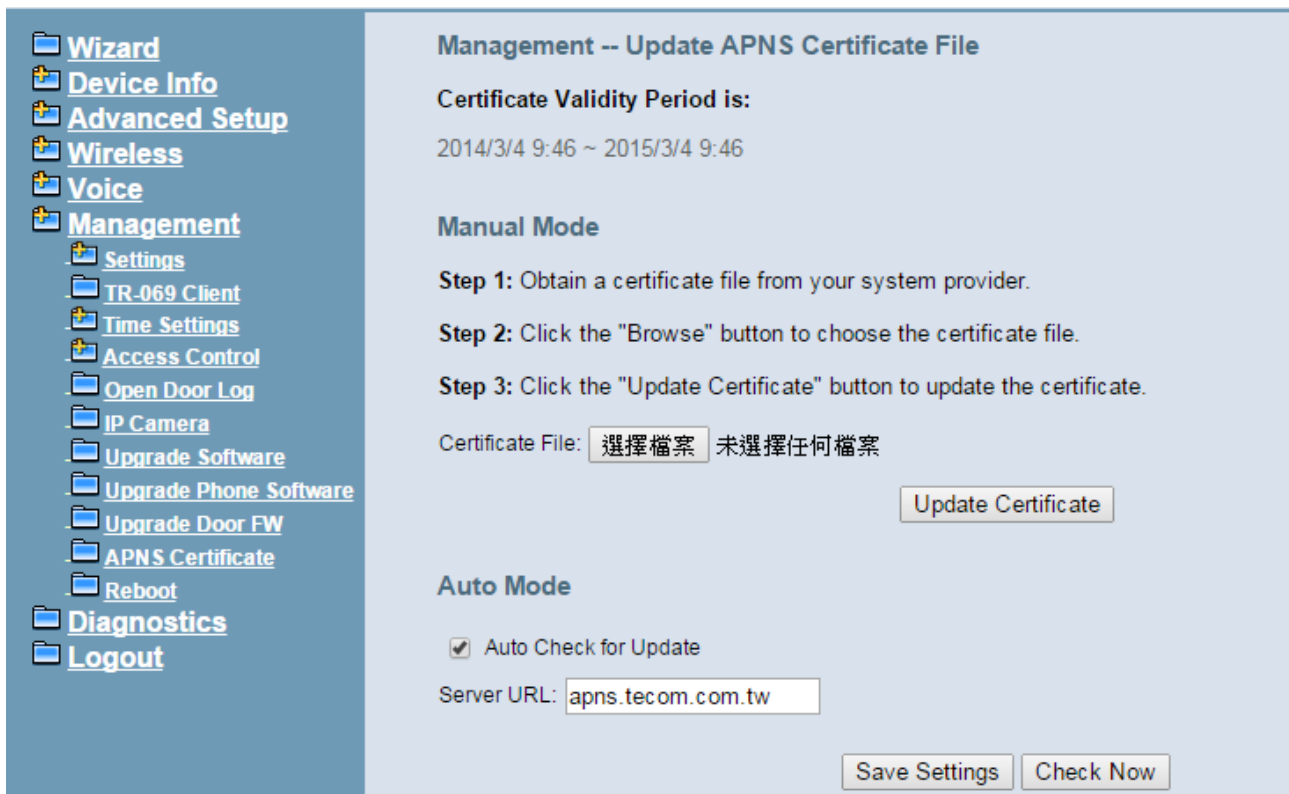 Wizard
Device Info
Advanced Setup
Wireless
Voice
Management
Settings
TR-069 Client
Time Settings
Access Control
Open Door Log
IP Camera
Upgrade Software
Upgrade Phone Software
Upgrade Door FW
APNS Certificate
Reboot
Diagnostics
Logout
Management -- Update APNS Certificate File
Certificate Validity Period is:
2014/3/4 9:46 ~ 2015/3/4 9:46
Manual Mode
Step 1: Obtain a certificate file from your system provider.
Step 2: Click the "Browse" button to choose the certificate file.
Step 3: Click the "Update Certificate" button to update the certificate.
Certificate File: 選擇檔案 未選擇任何檔案
Update Certificate
Auto Mode
Auto Check for Update
Server URL: apns.tecom.com.tw
Save Settings Check Now